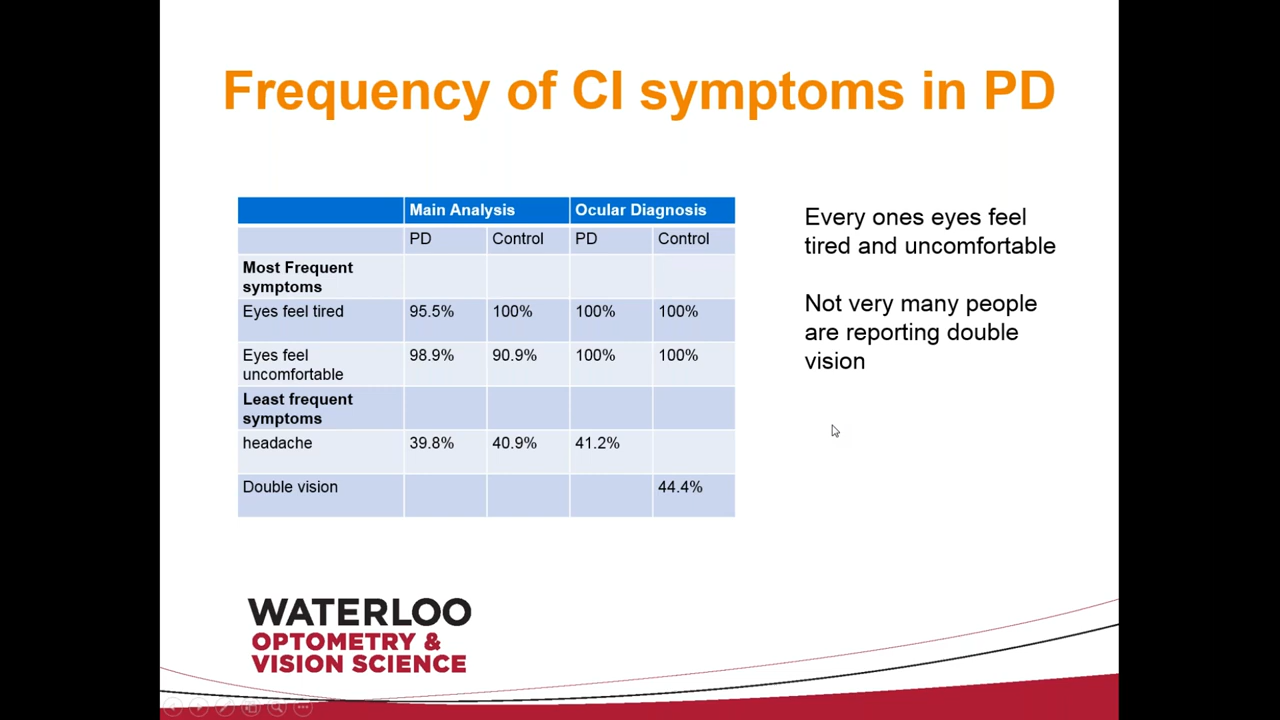 Frequency of CI symptoms in PD
Main Analysis Ocular Diagnosis
PD Control PD Control
Most Frequent
symptoms
Eyes feel tired 95.5% 100% 100% 100%
Eyes feel
uncomfortable 98.9% 90.9% 100% 100%
Least frequent
symptoms
headache 39.8% 40.9% 41.2%
Double vision 44.4%
Every ones eyes feel
tired and uncomfortable
Not very many people
are reporting double
vision
WATERLOO
OPTOMETRY &
VISION SCIENCE